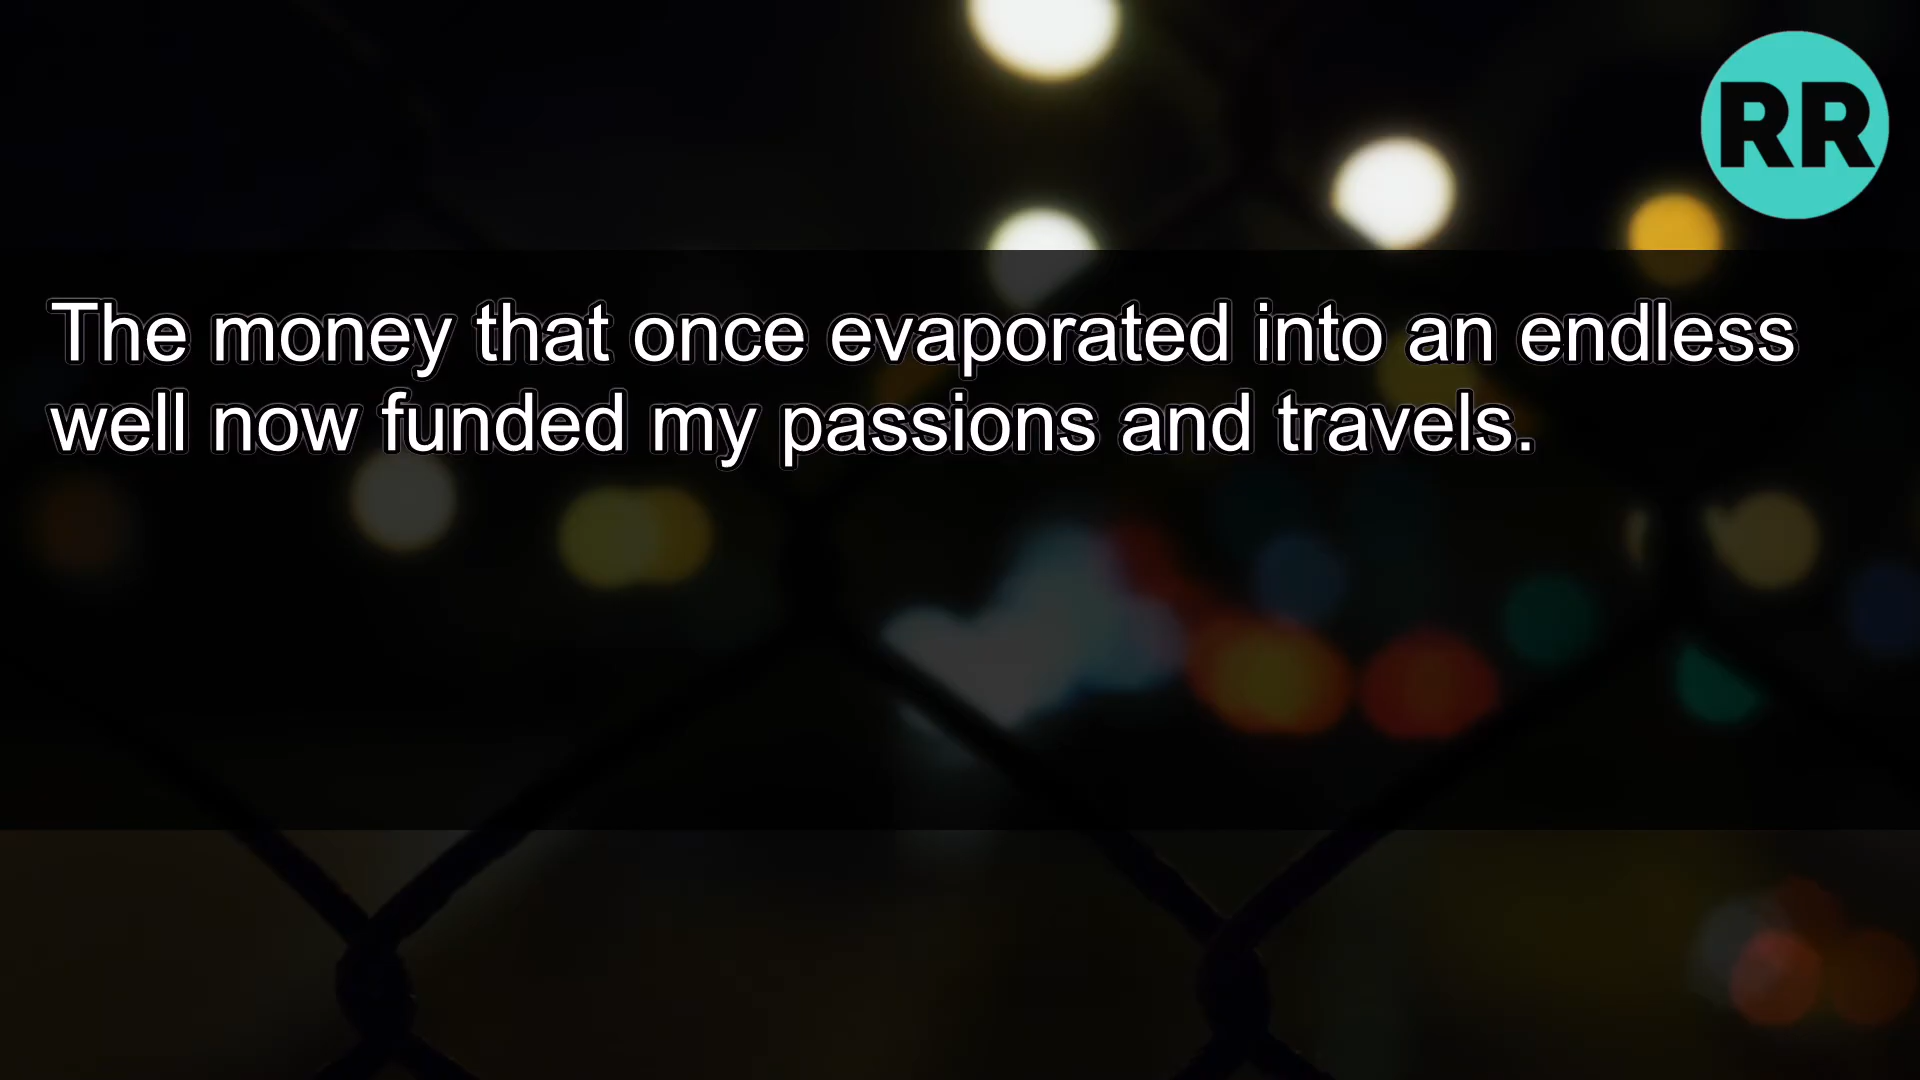 RR
The money that once evaporated into an endless
well now funded my passions and travels.